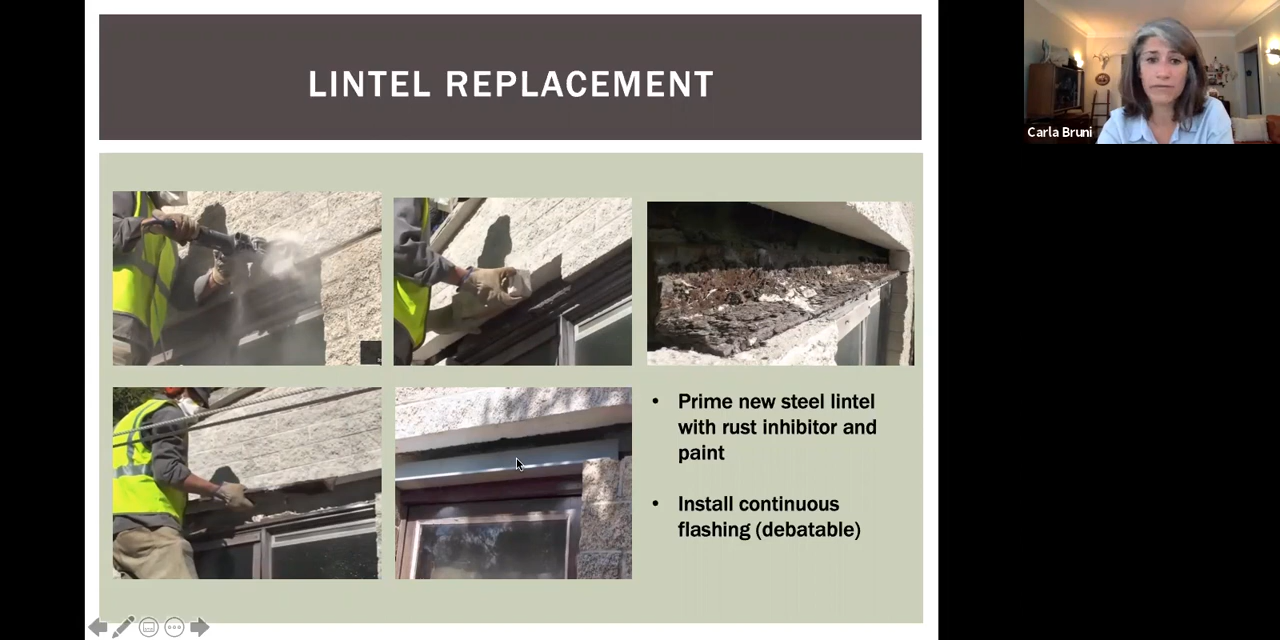 LINTEL REPLACEMENT
Carla Bruni
• Prime new steel lintel
with rust inhibitor and
paint
• Install continuous
flashing (debatable)